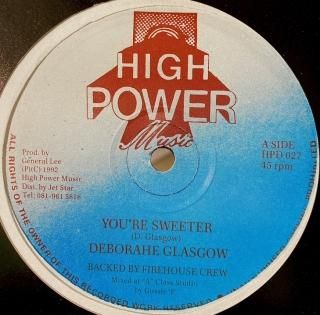 HIGH
POWER
Music
Prod. by
General Lee
(P)(C) 1992
High Power Music
Dist. by Jet Star
Tel: 081-961 5818
A SIDE
HPD 027
45 rpm
YOU'RE SWEETER
(D. Glasgow)
DEBORAHE GLASGOW
BACKED BY FIREHOUSE CREW
Mixed at "A" Class Studio
by Gussie 'P'
ALL RIGHTS OF THE OWNER OF THIS RECORDED WORK RESERVED